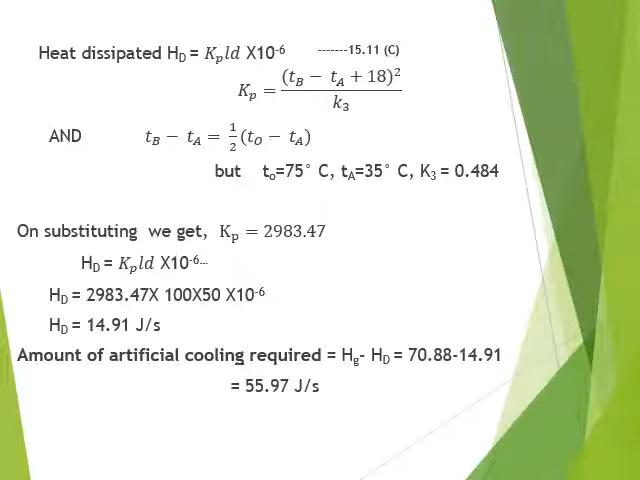 Heat dissipated H_D = K_p ld X10^-6 -------15.11 (C)
K_p = (t_B − t_A + 18)^2 / k_3
AND t_B − t_A = 1/2 (t_O − t_A)
but t_o=75° C, t_A=35° C, K_3 = 0.484
On substituting we get, K_p = 2983.47
H_D = K_p ld X10^-6…
H_D = 2983.47X 100X50 X10^-6
H_D = 14.91 J/s
Amount of artificial cooling required = H_g- H_D = 70.88-14.91
= 55.97 J/s